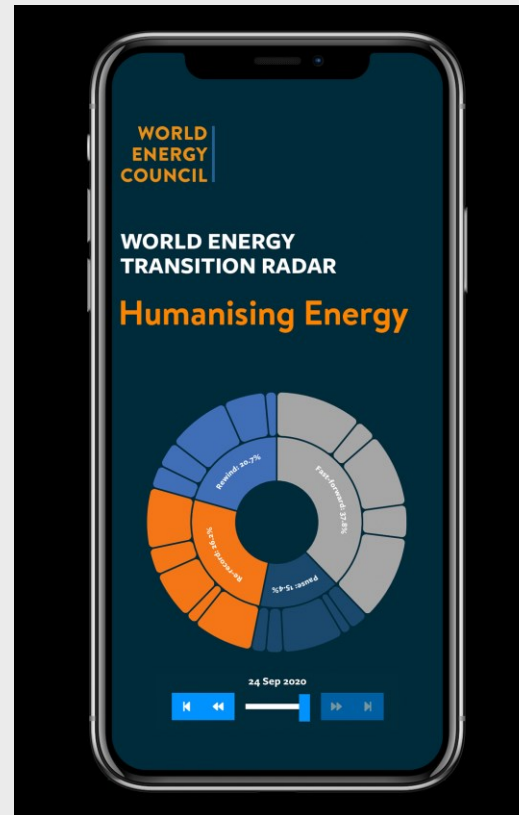 WORLD
ENERGY
COUNCIL
WORLD ENERGY
TRANSITION RADAR
Humanising Energy
Rewind: 20.7%
Fast-forward: 37.8%
Re-record: 26.2%
Pause: 15.4%
24 Sep 2020